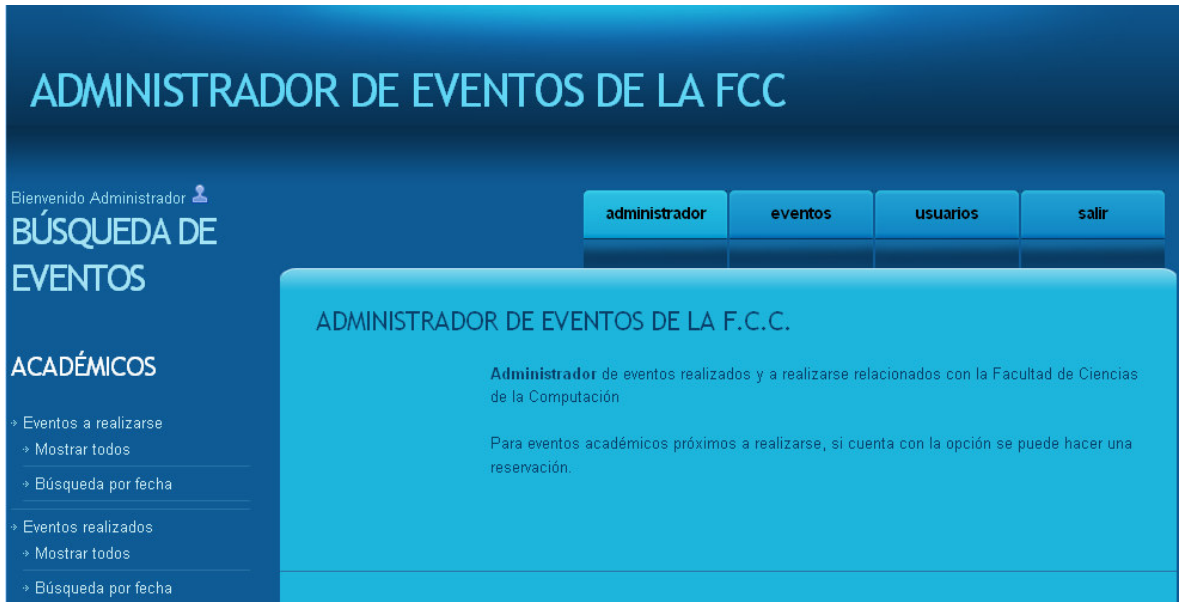 ADMINISTRADOR DE EVENTOS DE LA FCC
Bienvenido Administrador
BÚSQUEDA DE
EVENTOS
ACADÉMICOS
Eventos a realizarse
Mostrar todos
Búsqueda por fecha
Eventos realizados
Mostrar todos
Búsqueda por fecha
administrador
eventos
usuarios
salir
ADMINISTRADOR DE EVENTOS DE LA F.C.C.
Administrador de eventos realizados y a realizarse relacionados con la Facultad de Ciencias
de la Computación
Para eventos académicos próximos a realizarse, si cuenta con la opción se puede hacer una
reservación.